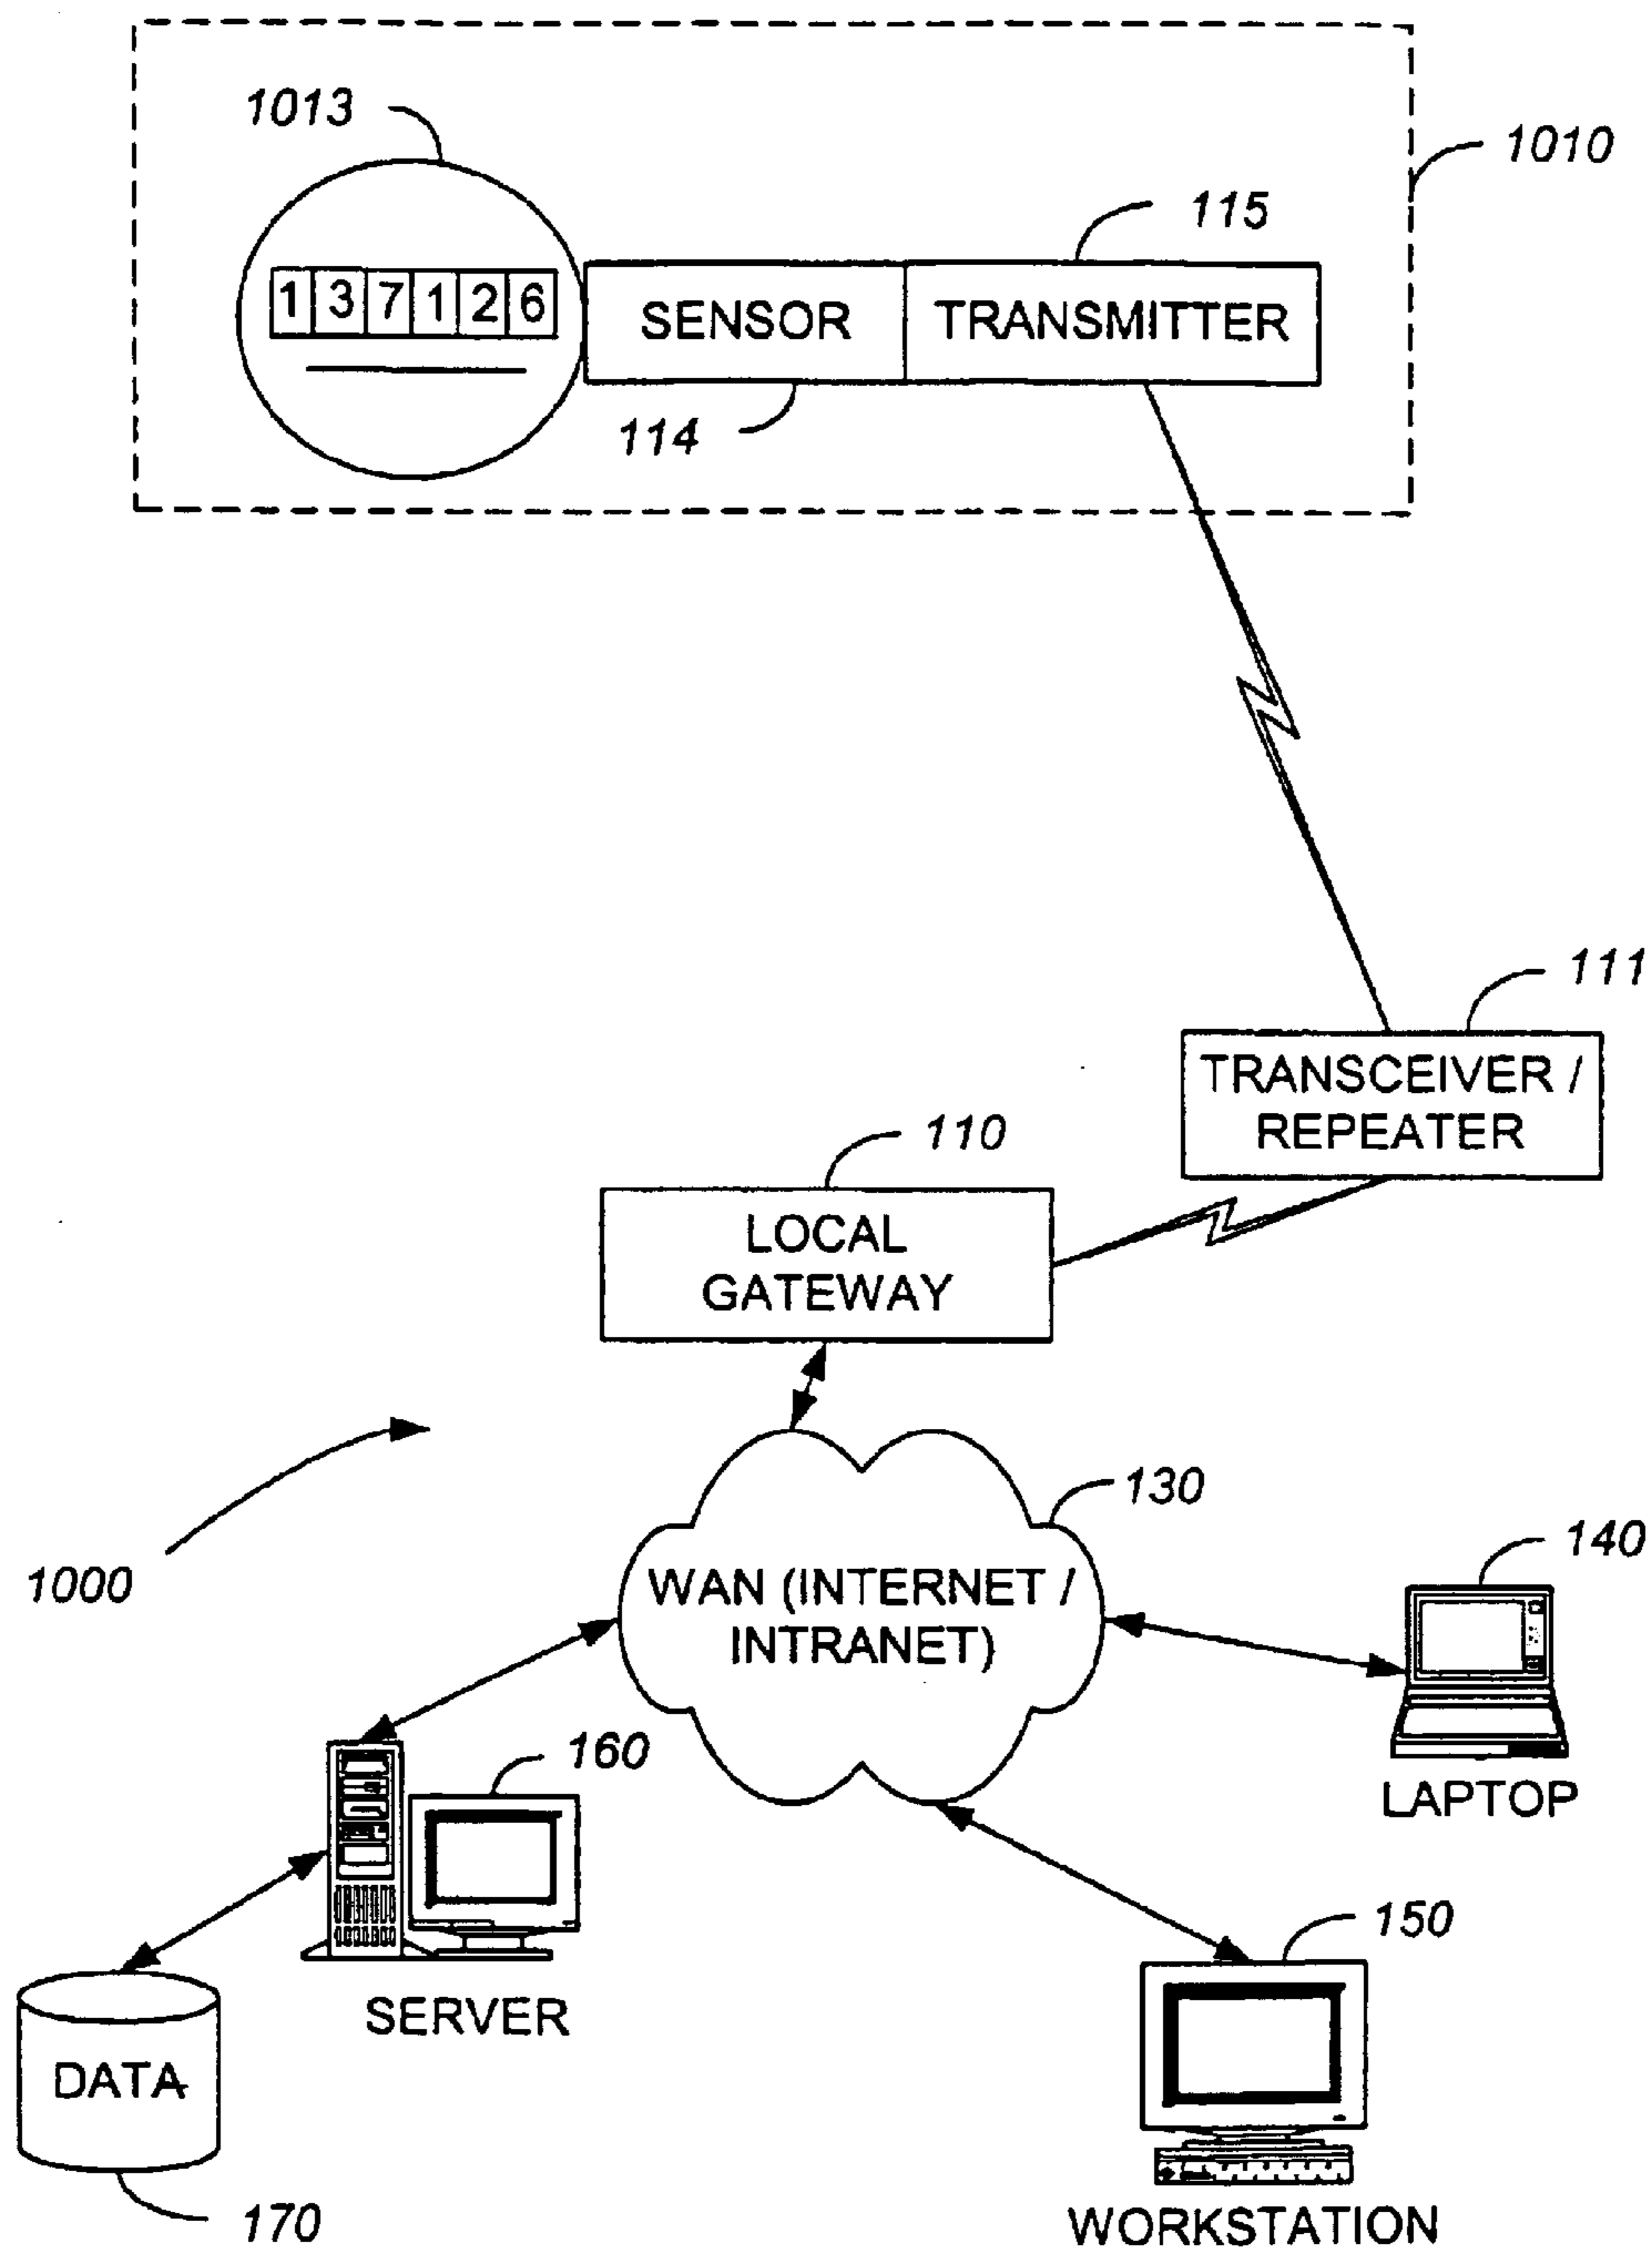 1013
1010
115
1 3 7 1 2 6
SENSOR
TRANSMITTER
114
111
TRANSCEIVER /
REPEATER
110
LOCAL
GATEWAY
130
1000
WAN (INTERNET /
INTRANET)
140
LAPTOP
160
SERVER
150
WORKSTATION
DATA
170